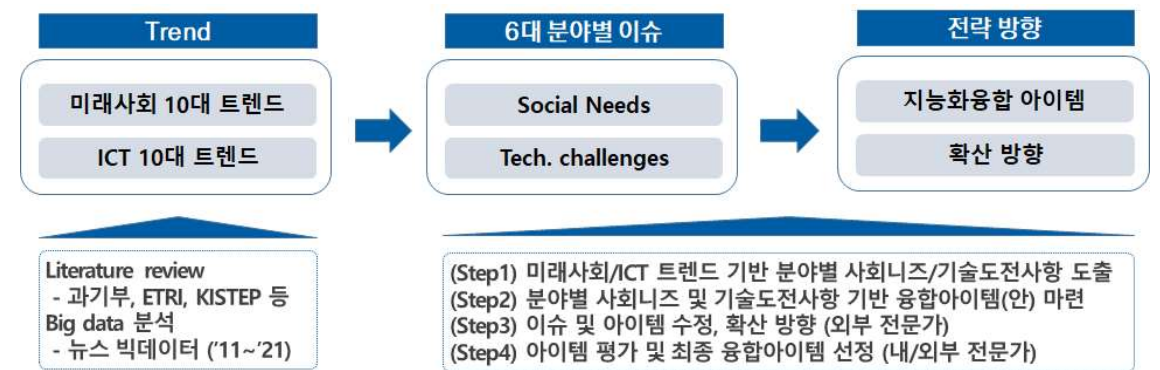 Trend
미래사회 10대 트렌드
ICT 10대 트렌드
6대 분야별 이슈
Social Needs
Tech. challenges
전략 방향
지능화융합 아이템
확산 방향
Literature review
- 과기부, ETRI, KISTEP 등
Big data 분석
- 뉴스 빅데이터 ('11~'21)
(Step1) 미래사회/ICT 트렌드 기반 분야별 사회니즈/기술도전사항 도출
(Step2) 분야별 사회니즈 및 기술도전사항 기반 융합아이템(안) 마련
(Step3) 이슈 및 아이템 수정, 확산 방향 (외부 전문가)
(Step4) 아이템 평가 및 최종 융합아이템 선정 (내/외부 전문가)